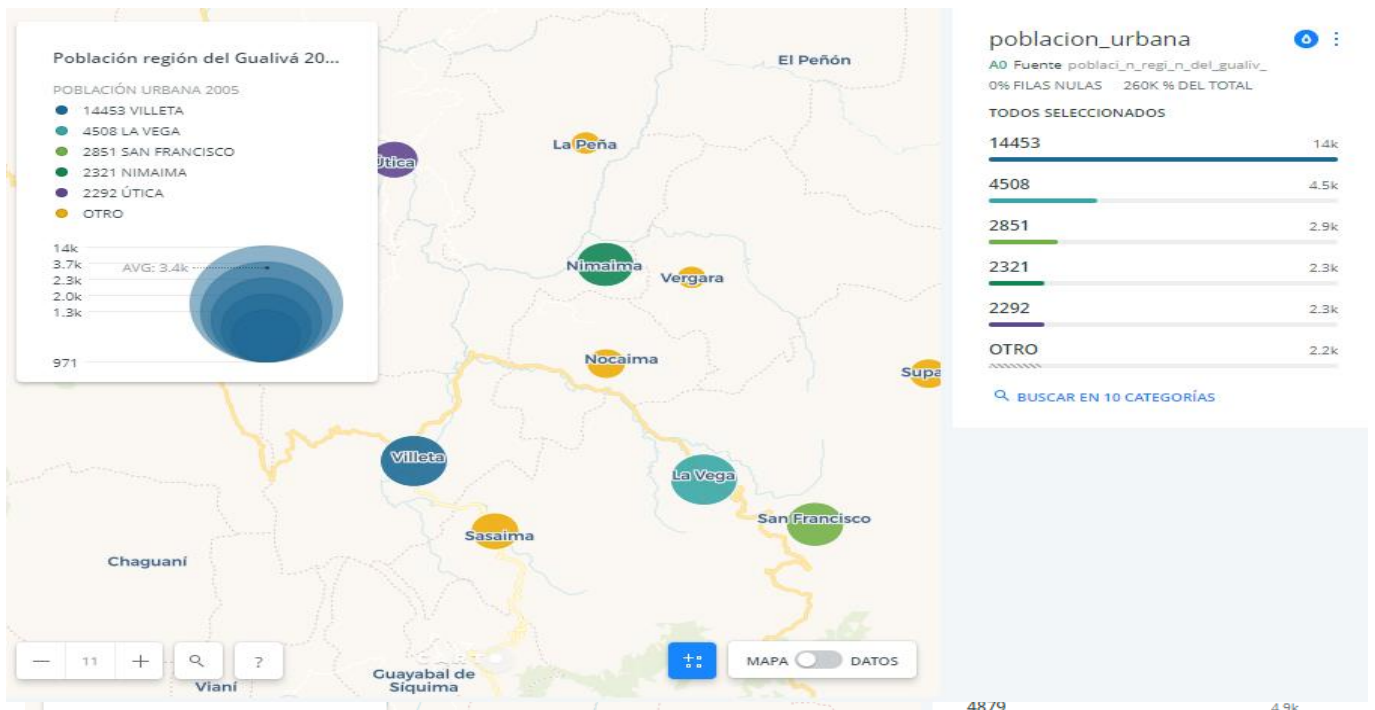 Población región del Gualivá 20...
POBLACIÓN URBANA 2005
14453 VILLETA
4508 LA VEGA
2851 SAN FRANCISCO
2321 NIMAIMA
2292 ÚTICA
OTRO
14k
3.7k
AVG: 3.4k
2.3k
2.0k
1.3k
971
El Peñón
La Peña
Útica
Nimaima
Vergara
Nocaima
Supa
Villeta
La Vega
San Francisco
Sasaima
Chaguaní
Guayabal de
Síquima
Vianí
— 11 +
?
MAPA DATOS
poblacion_urbana
A0 Fuente poblaci_n_regi_n_del_gualiv_
0% FILAS NULAS 260K % DEL TOTAL
TODOS SELECCIONADOS
14453 14k
4508 4.5k
2851 2.9k
2321 2.3k
2292 2.3k
OTRO 2.2k
BUSCAR EN 10 CATEGORÍAS
4879 4.9k